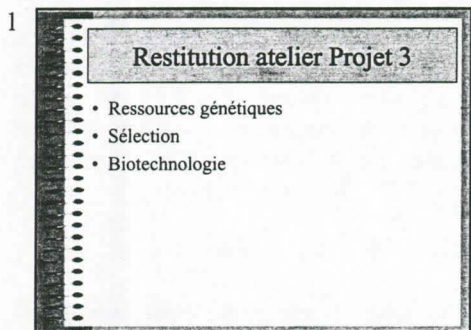 1
Restitution atelier Projet 3
• Ressources génétiques
• Sélection
• Biotechnologie